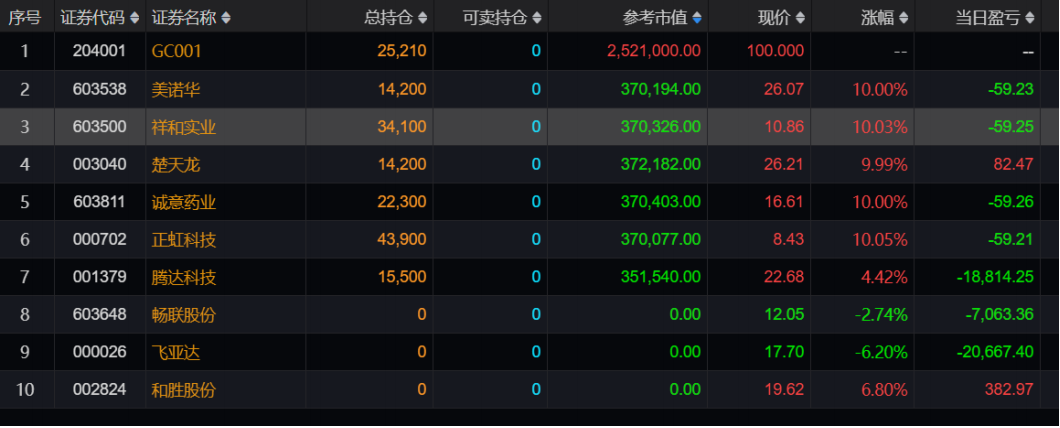 序号 证券代码 证券名称 总持仓 可卖持仓 参考市值 现价 涨幅 当日盈亏
1 204001 GC001 25,210 0 2,521,000.00 100.000 -- --
2 603538 美诺华 14,200 0 370,194.00 26.07 10.00% -59.23
3 603500 祥和实业 34,100 0 370,326.00 10.86 10.03% -59.25
4 003040 楚天龙 14,200 0 372,182.00 26.21 9.99% 82.47
5 603811 诚意药业 22,300 0 370,403.00 16.61 10.00% -59.26
6 000702 正虹科技 43,900 0 370,077.00 8.43 10.05% -59.21
7 001379 腾达科技 15,500 0 351,540.00 22.68 4.42% -18,814.25
8 603648 畅联股份 0 0 0.00 12.05 -2.74% -7,063.36
9 000026 飞亚达 0 0 0.00 17.70 -6.20% -20,667.40
10 002824 和胜股份 0 0 0.00 19.62 6.80% 382.97